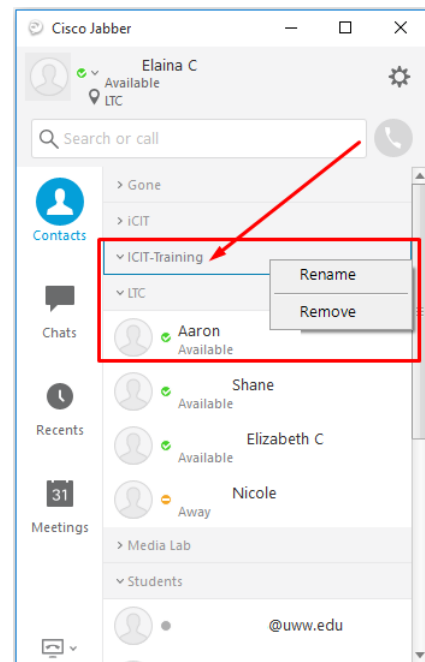 Cisco Jabber
Elaina C
Available
LTC
Search or call
Contacts
Chats
Recents
31
Meetings
> Gone
> iCIT
ICIT-Training
Rename
Remove
LTC
Aaron
Available
Shane
Available
Elizabeth C
Available
Nicole
Away
> Media Lab
Students
@uww.edu